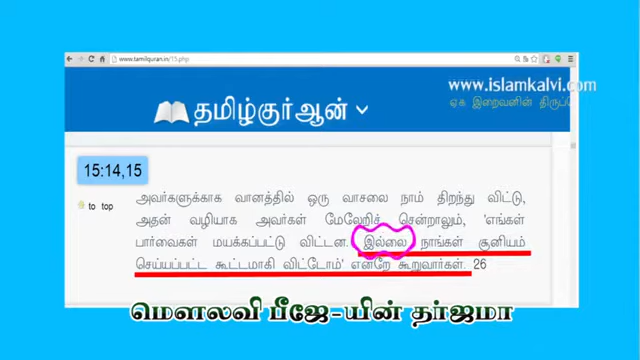 www.tamilquran.in/15.php
www.islamkalvi.com
தமிழ்குர்ஆன்
ஏக இறைவனின் திருப்பெ
15:14,15
to top
அவர்களுக்காக வானத்தில் ஒரு வாசலை நாம் திறந்து விட்டு,
அதன் வழியாக அவர்கள் மேலேறிச் சென்றாலும், 'எங்கள்
பார்வைகள் மயக்கப்பட்டு விட்டன. இல்லை நாங்கள் சூனியம்
செய்யப்பட்ட கூட்டமாகி விட்டோம்' என்றே கூறுவார்கள். 26
மௌலவி பீஜே-யின் தர்ஜமா